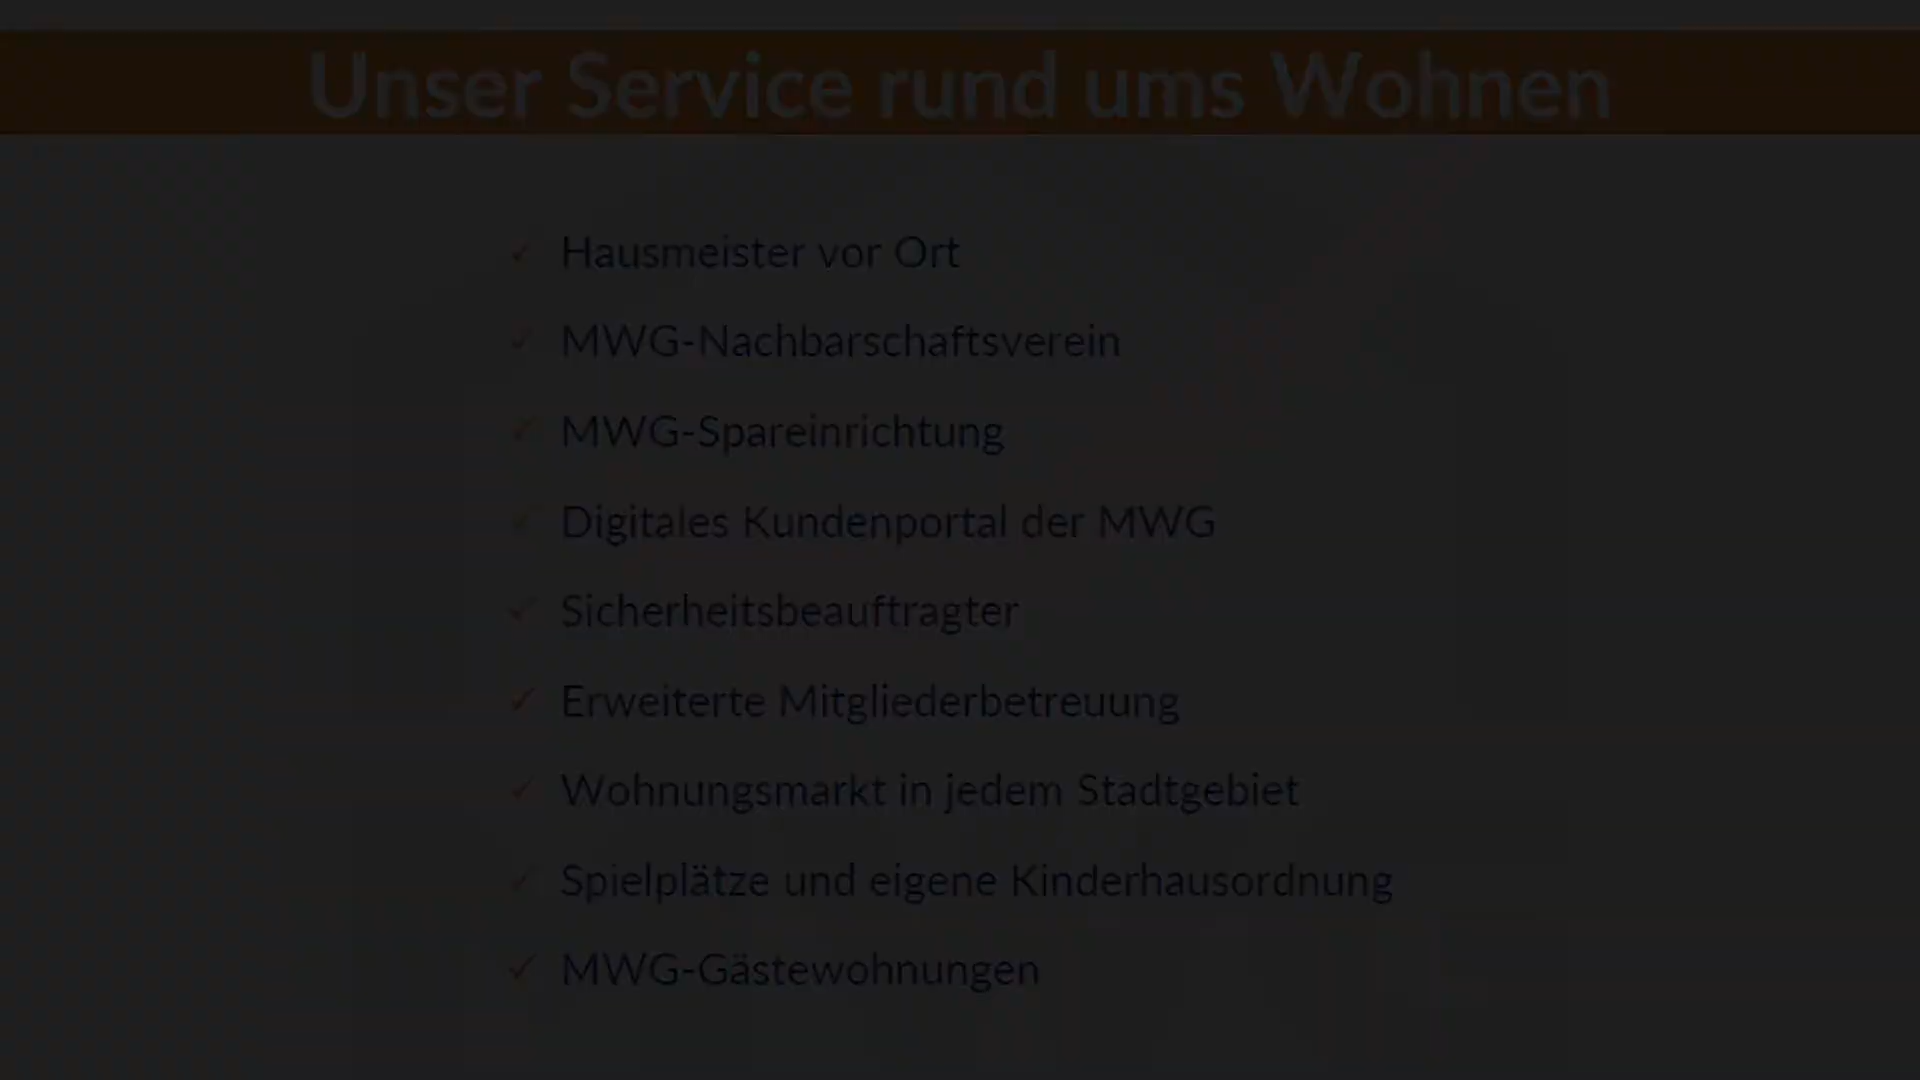 Unser Service rund ums Wohnen
✓ Hausmeister vor Ort
✓ MWG-Nachbarschaftsverein
✓ MWG-Spareinrichtung
✓ Digitales Kundenportal der MWG
✓ Sicherheitsbeauftragter
✓ Erweiterte Mitgliederbetreuung
✓ Wohnungsmarkt in jedem Stadtgebiet
✓ Spielplätze und eigene Kinderhausordnung
✓ MWG-Gästewohnungen